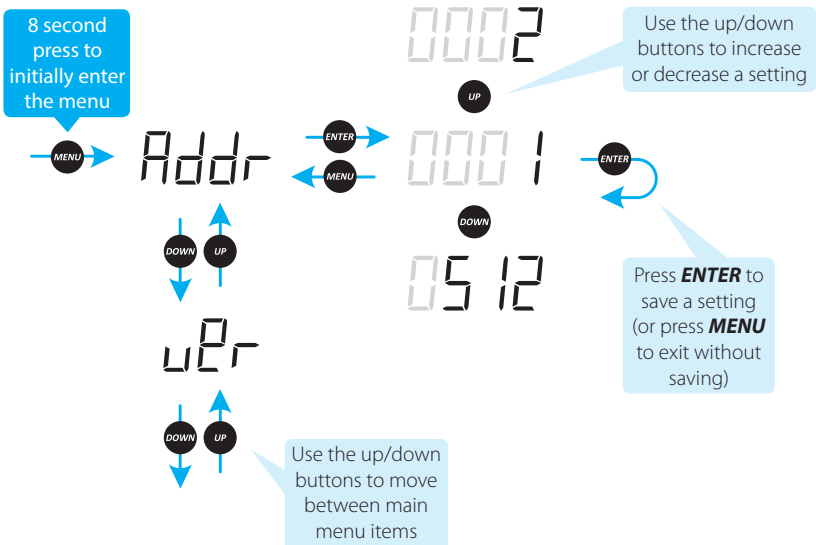 8 second
press to
initially enter
the menu
MENU
Addr
ENTER
MENU
0002
UP
0001
DOWN
0512
Use the up/down
buttons to increase
or decrease a setting
ENTER
Press ENTER to
save a setting
(or press MENU
to exit without
saving)
DOWN UP
vEr
DOWN UP
Use the up/down
buttons to move
between main
menu items